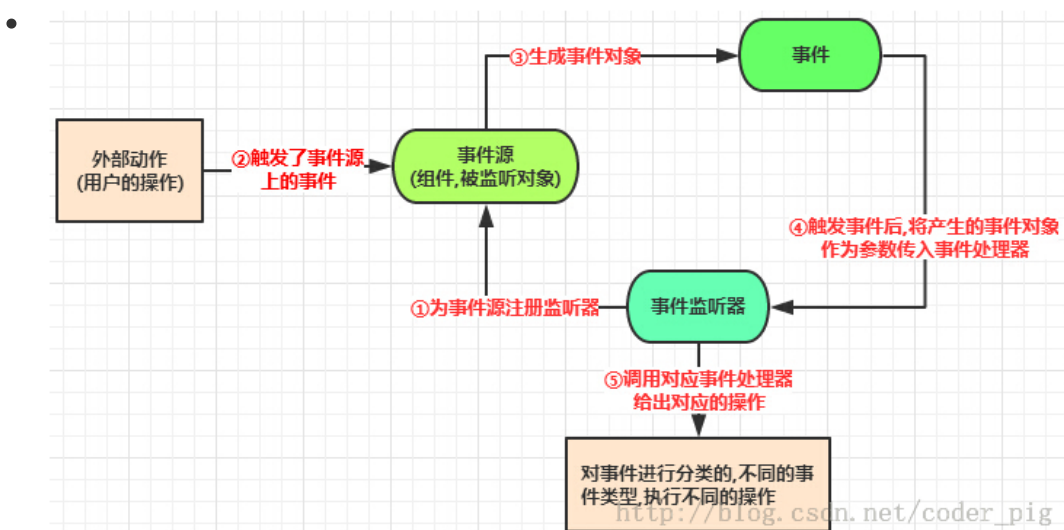 ③生成事件对象
事件
外部动作
(用户的操作)
②触发了事件源
上的事件
事件源
(组件,被监听对象)
④触发事件后,将产生的事件对象
作为参数传入事件处理器
①为事件源注册监听器
事件监听器
⑤调用对应事件处理器
给出对应的操作
对事件进行分类的,不同的事
件类型,执行不同的操作
http://blog.csdn.net/coder_pig